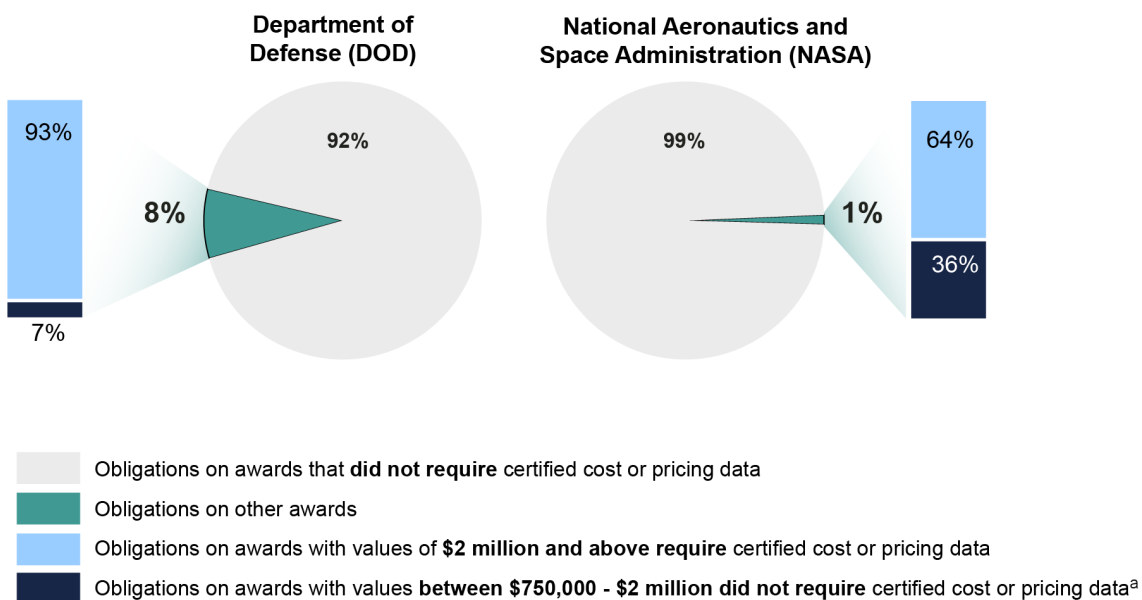 Department of
Defense (DOD)
National Aeronautics and
Space Administration (NASA)
93%
7%
8%
92%
99%
1%
64%
36%
Obligations on awards that did not require certified cost or pricing data
Obligations on other awards
Obligations on awards with values of $2 million and above require certified cost or pricing data
Obligations on awards with values between $750,000 - $2 million did not require certified cost or pricing dataᵃ